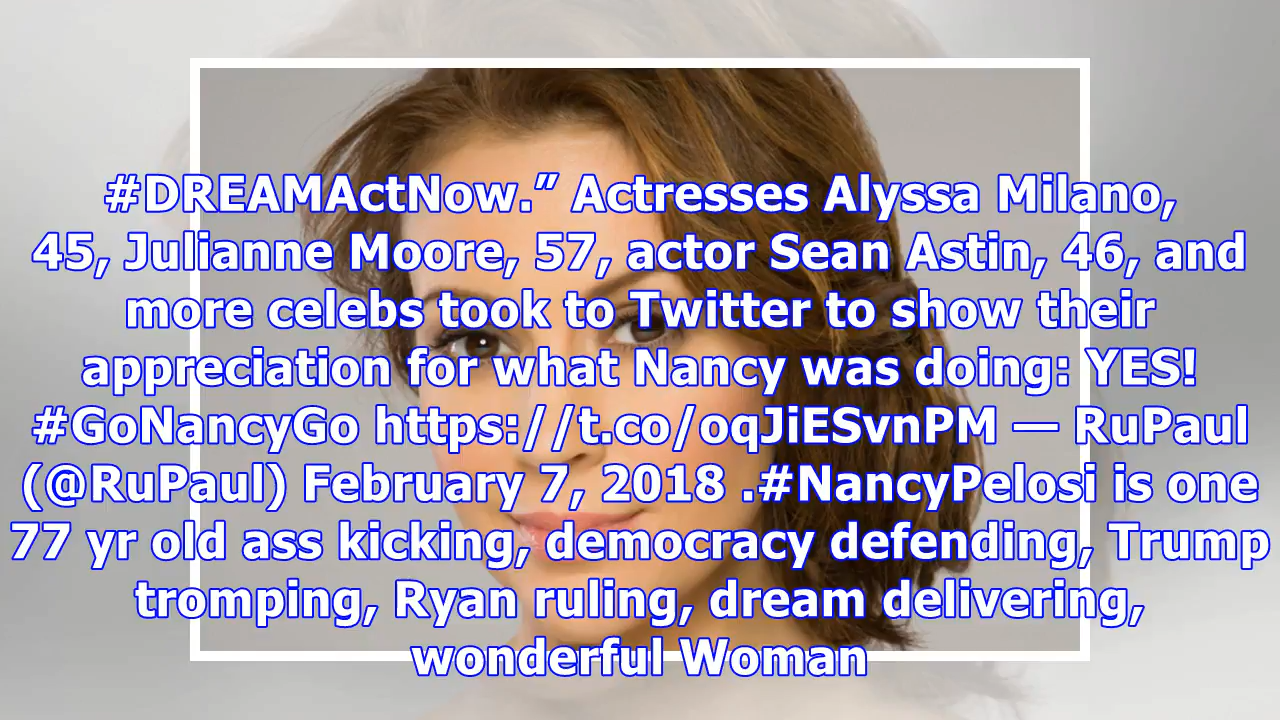 #DREAMActNow.” Actresses Alyssa Milano,
45, Julianne Moore, 57, actor Sean Astin, 46, and
more celebs took to Twitter to show their
appreciation for what Nancy was doing: YES!
#GoNancyGo https://t.co/oqJiESvnPM — RuPaul
(@RuPaul) February 7, 2018 .#NancyPelosi is one
77 yr old ass kicking, democracy defending, Trump
tromping, Ryan ruling, dream delivering,
wonderful Woman